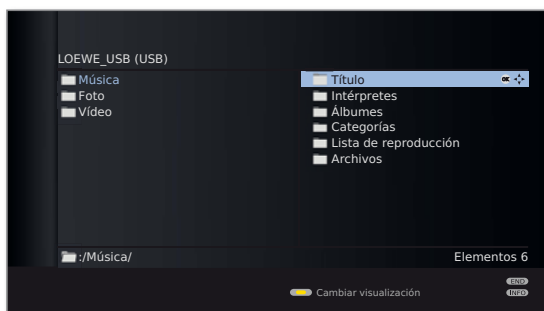 LOEWE_USB (USB)
Música
Foto
Vídeo
Título OK
Intérpretes
Álbumes
Categorías
Lista de reproducción
Archivos
:/Música/
Elementos 6
END
Cambiar visualización
INFO